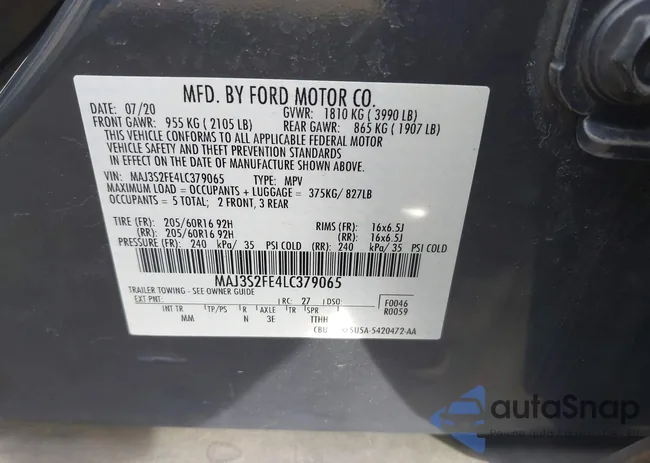 MFD. BY FORD MOTOR CO.
DATE: 07/20 GVWR: 1810 KG ( 3990 LB)
FRONT GAWR: 955 KG ( 2105 LB) REAR GAWR: 865 KG ( 1907 LB)
THIS VEHICLE CONFORMS TO ALL APPLICABLE FEDERAL MOTOR
VEHICLE SAFETY AND THEFT PREVENTION STANDARDS
IN EFFECT ON THE DATE OF MANUFACTURE SHOWN ABOVE.
VIN: MAJ3S2FE4LC379065 TYPE: MPV
MAXIMUM LOAD = OCCUPANTS + LUGGAGE = 375KG/ 827LB
OCCUPANTS = 5 TOTAL; 2 FRONT, 3 REAR
TIRE (FR): 205/60R16 92H RIMS (FR): 16x6.5J
(RR): 205/60R16 92H (RR): 16x6.5J
PRESSURE (FR): 240 kPa/ 35 PSI COLD (RR): 240 kPa/ 35 PSI COLD
MAJ3S2FE4LC379065
TRAILER TOWING - SEE OWNER GUIDE
EXT PNT: RC: 27 DSO: F0046
R0059
INT TR TP/PS R AXLE TR SPR
MM N 3E TTHH
CBU 5U5A-5420472-AA
autoSnap